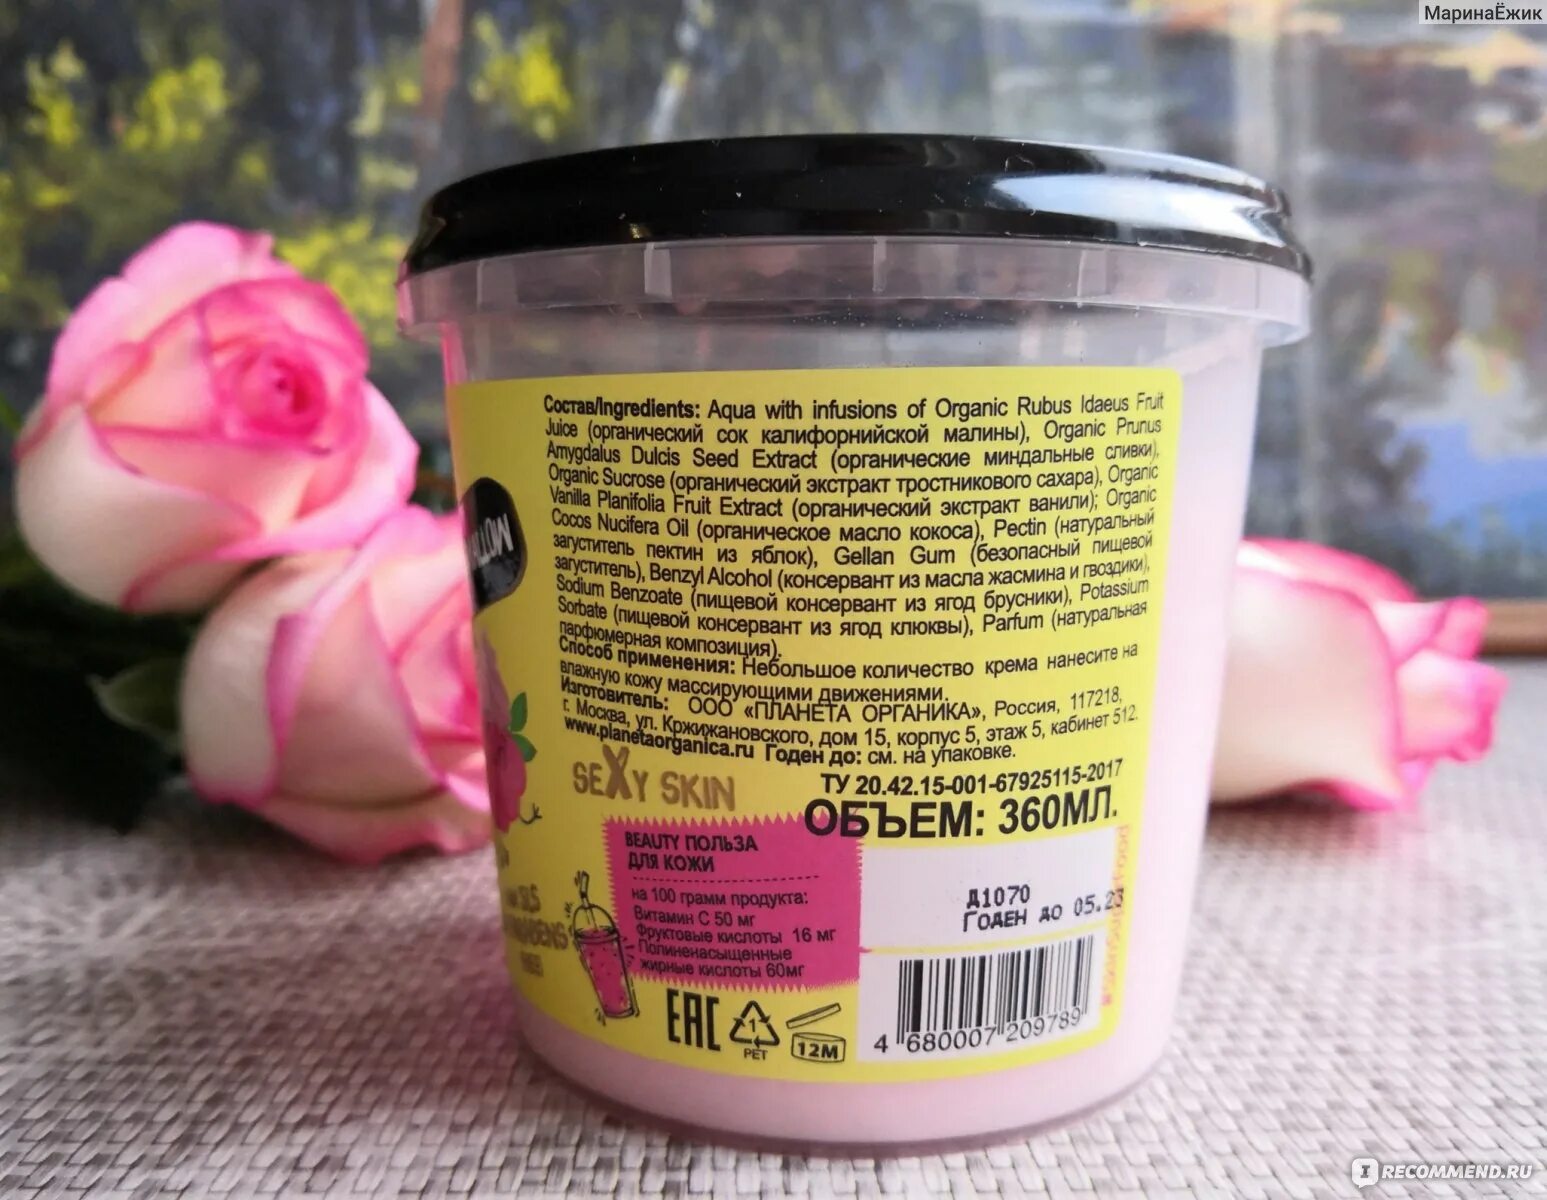 МаринаЁжик
Состав/Ingredients: Aqua with infusions of Organic Rubus Idaeus Fruit
Juice (органический сок калифорнийской малины), Organic Prunus
Amygdalus Dulcis Seed Extract (органические миндальные сливки),
Organic Sucrose (органический экстракт тростникового сахара), Organic
Vanilla Planifolia Fruit Extract (органический экстракт ванили); Organic
Cocos Nucifera Oil (органическое масло кокоса), Pectin (натуральный
загуститель пектин из яблок), Gellan Gum (безопасный пищевой
загуститель), Benzyl Alcohol (консервант из масла жасмина и гвоздики),
Sodium Benzoate (пищевой консервант из ягод брусники), Potassium
Sorbate (пищевой консервант из ягод клюквы), Parfum (натуральная
парфюмерная композиция).
Способ применения: Небольшое количество крема нанесите на
влажную кожу массирующими движениями.
Изготовитель: ООО «ПЛАНЕТА ОРГАНИКА», Россия, 117218,
г. Москва, ул. Кржижановского, дом 15, корпус 5, этаж 5, кабинет 512.
www.planetaorganica.ru Годен до: см. на упаковке.
SEXY SKIN
ТУ 20.42.15-001-67925115-2017
ОБЪЕМ: 360МЛ.
BEAUTY ПОЛЬЗА
ДЛЯ КОЖИ
на 100 грамм продукта:
Витамин С 50 мг
Фруктовые кислоты 16 мг
Полиненасыщенные
жирные кислоты 60мг
Д1070
Годен до 05.23
SLS
EAC
1
PET
12M
4 680007 209789
IRECOMMEND.RU